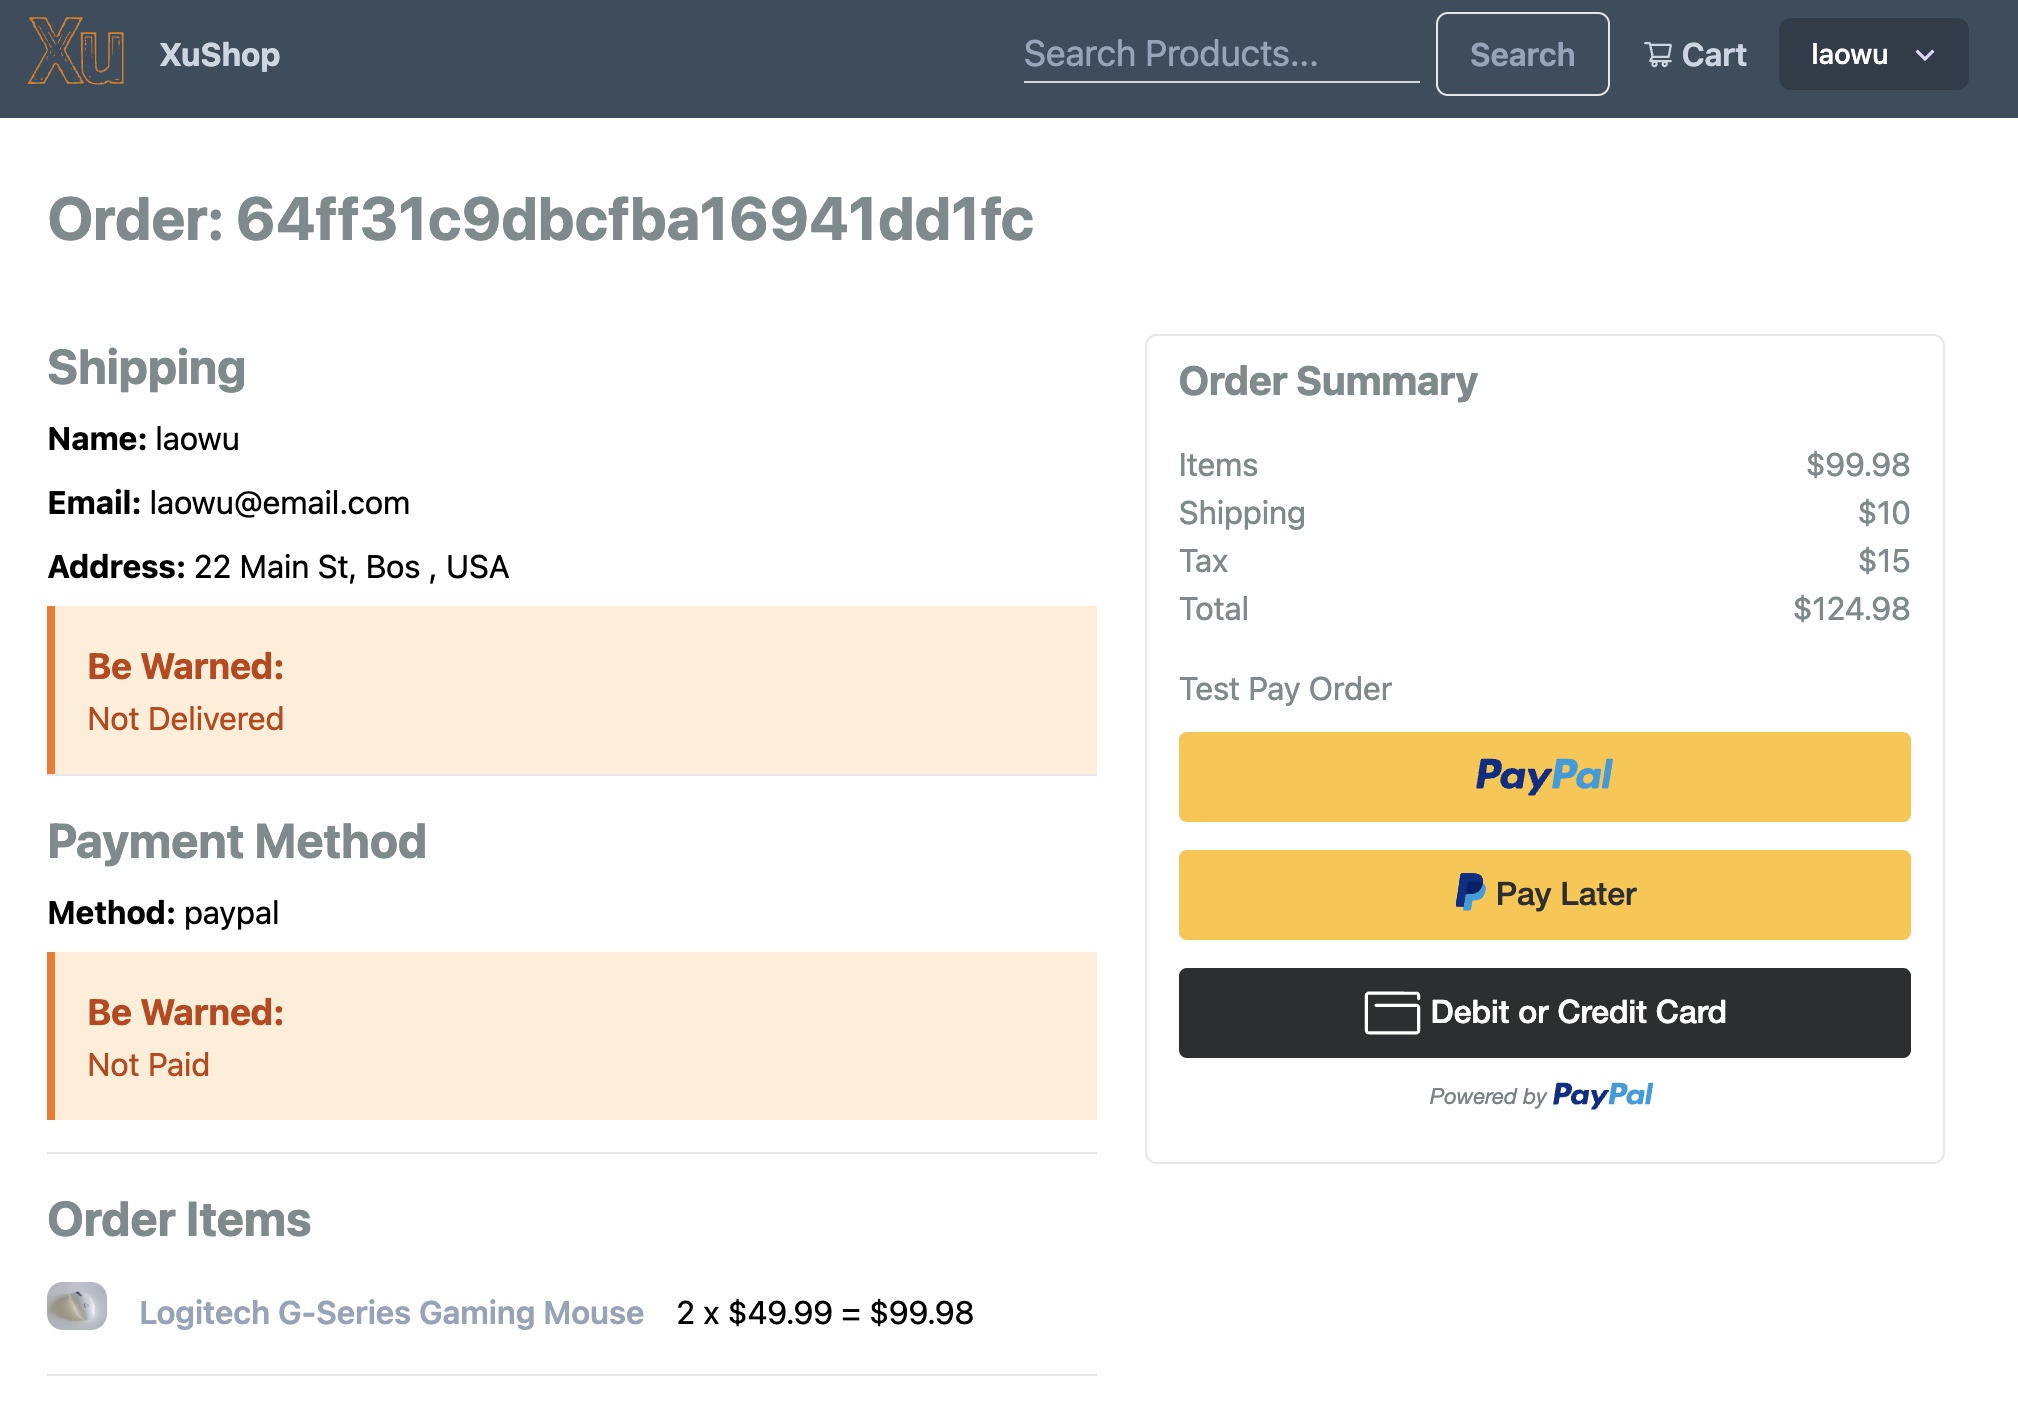 Xu
XuShop
Search Products...
Search
Cart
laowu
Order: 64ff31c9dbcfba16941dd1fc
Shipping
Name: laowu
Email: laowu@email.com
Address: 22 Main St, Bos , USA
Be Warned:
Not Delivered
Payment Method
Method: paypal
Be Warned:
Not Paid
Order Items
Logitech G-Series Gaming Mouse 2 x $49.99 = $99.98
Order Summary
Items $99.98
Shipping $10
Tax $15
Total $124.98
Test Pay Order
PayPal
Pay Later
Debit or Credit Card
Powered by PayPal